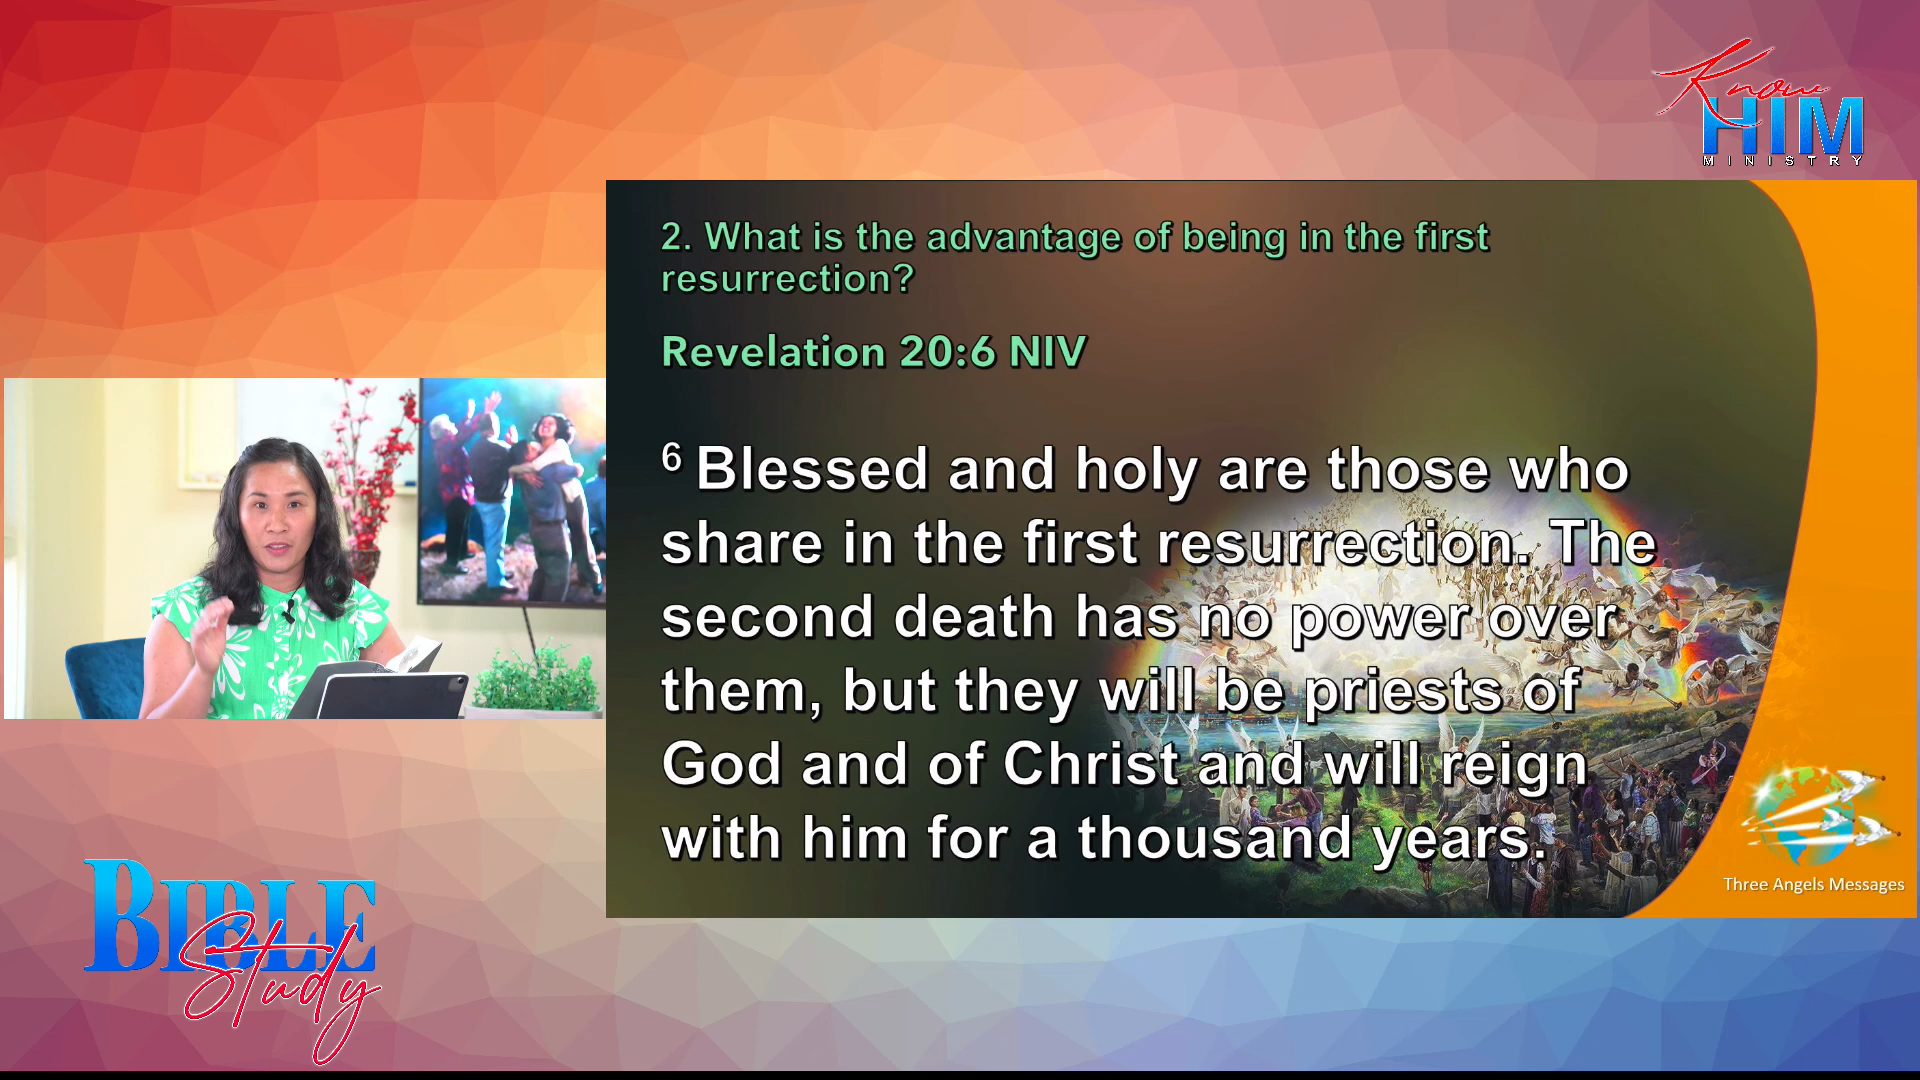 Know
HIM
MINISTRY
2. What is the advantage of being in the first
resurrection?
Revelation 20:6 NIV
6 Blessed and holy are those who
share in the first resurrection. The
second death has no power over
them, but they will be priests of
God and of Christ and will reign
with him for a thousand years.
Three Angels Messages
BIBLE
Study